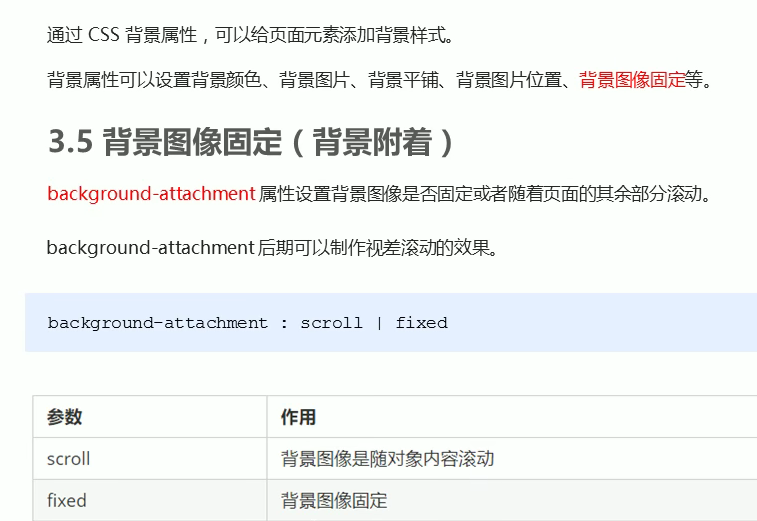 通过 CSS 背景属性，可以给页面元素添加背景样式。
背景属性可以设置背景颜色、背景图片、背景平铺、背景图片位置、背景图像固定等。
3.5 背景图像固定（背景附着）
background-attachment 属性设置背景图像是否固定或者随着页面的其余部分滚动。
background-attachment 后期可以制作视差滚动的效果。
background-attachment : scroll | fixed
参数 作用
scroll 背景图像是随对象内容滚动
fixed 背景图像固定